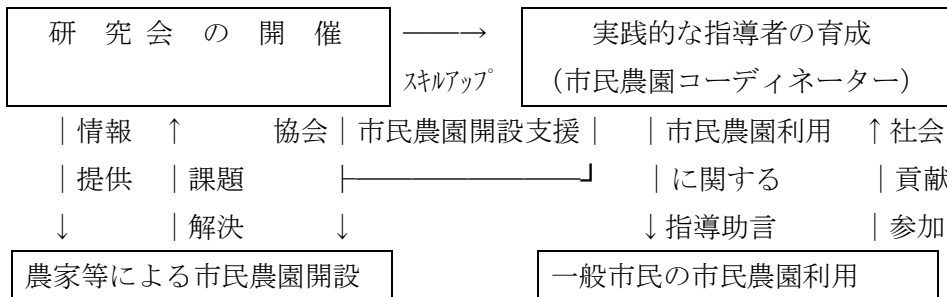 研 究 会 の 開 催 ───→ 実践的な指導者の育成
スキルアップ (市民農園コーディネーター)
|情報 ↑ 協会|市民農園開設支援| |市民農園利用 ↑社会
|提供 |課題 ├──────────┘ |に関する |貢献
↓ |解決 ↓ ↓指導助言 |参加
農家等による市民農園開設 一般市民の市民農園利用